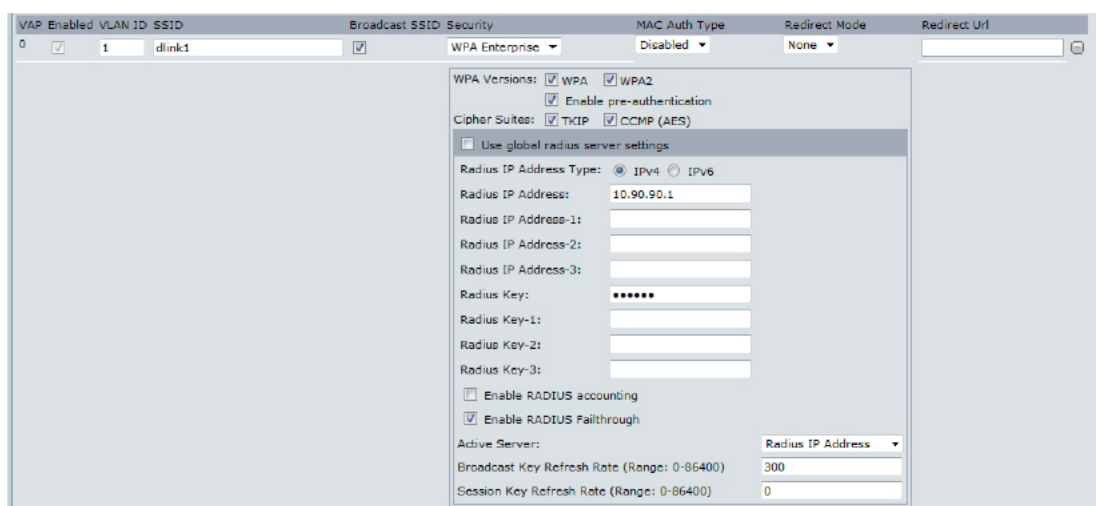 VAP Enabled VLAN ID SSID Broadcast SSID Security MAC Auth Type Redirect Mode Redirect Url
0 1 dlink1 WPA Enterprise Disabled None
WPA Versions: WPA WPA2
Enable pre-authentication
Cipher Suites: TKIP CCMP (AES)
Use global radius server settings
Radius IP Address Type: IPv4 IPv6
Radius IP Address: 10.90.90.1
Radius IP Address-1:
Radius IP Address-2:
Radius IP Address-3:
Radius Key: ••••••
Radius Key-1:
Radius Key-2:
Radius Key-3:
Enable RADIUS accounting
Enable RADIUS Failthrough
Active Server: Radius IP Address
Broadcast Key Refresh Rate (Range: 0-86400) 300
Session Key Refresh Rate (Range: 0-86400) 0